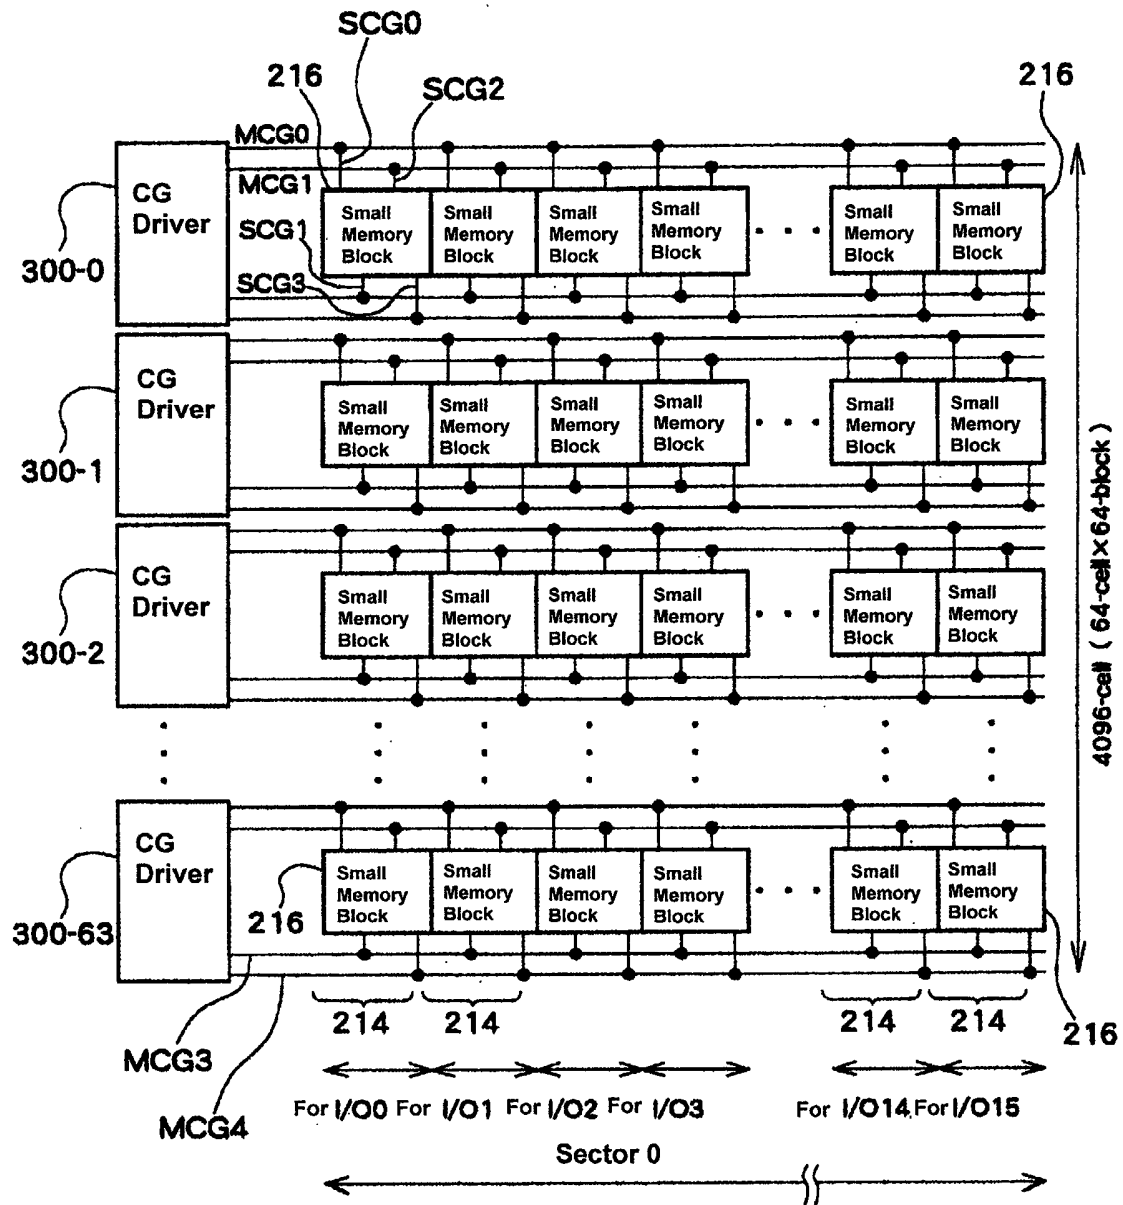 SCG0
216
SCG2
216
MCG0
MCG1
CG
Driver
SCG1
SCG3
300-0
Small
Memory
Block
Small
Memory
Block
Small
Memory
Block
Small
Memory
Block
Small
Memory
Block
Small
Memory
Block
CG
Driver
300-1
Small
Memory
Block
Small
Memory
Block
Small
Memory
Block
Small
Memory
Block
Small
Memory
Block
Small
Memory
Block
CG
Driver
300-2
Small
Memory
Block
Small
Memory
Block
Small
Memory
Block
Small
Memory
Block
Small
Memory
Block
Small
Memory
Block
4096-cell (64-cell×64-block)
CG
Driver
300-63
216
Small
Memory
Block
Small
Memory
Block
Small
Memory
Block
Small
Memory
Block
Small
Memory
Block
Small
Memory
Block
214
214
214
214
216
MCG3
MCG4
For I/O0 For I/O1 For I/O2 For I/O3 For I/O14 For I/O15
Sector 0